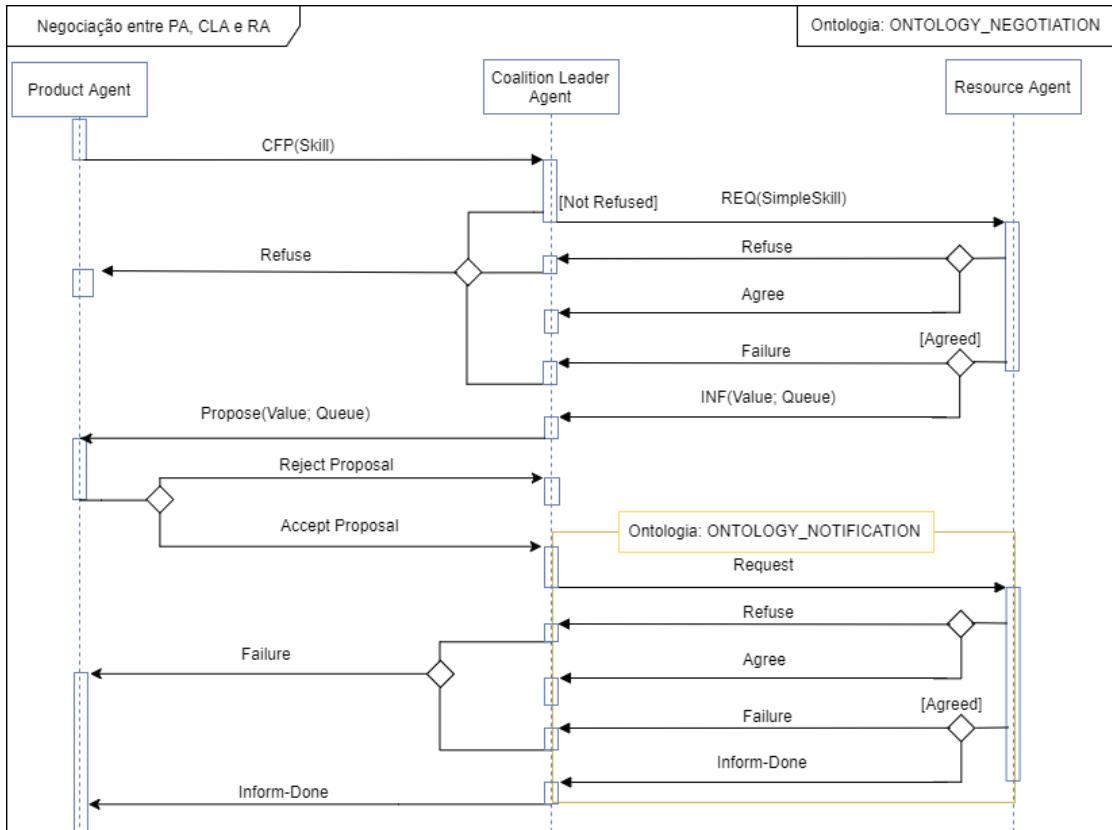 Negociação entre PA, CLA e RA
Ontologia: ONTOLOGY_NEGOTIATION
Product Agent
Coalition Leader
Agent
Resource Agent
CFP(Skill)
[Not Refused]
REQ(SimpleSkill)
Refuse
Refuse
Agree
[Agreed]
Failure
INF(Value; Queue)
Propose(Value; Queue)
Reject Proposal
Accept Proposal
Ontologia: ONTOLOGY_NOTIFICATION
Request
Refuse
Failure
Agree
[Agreed]
Failure
Inform-Done
Inform-Done